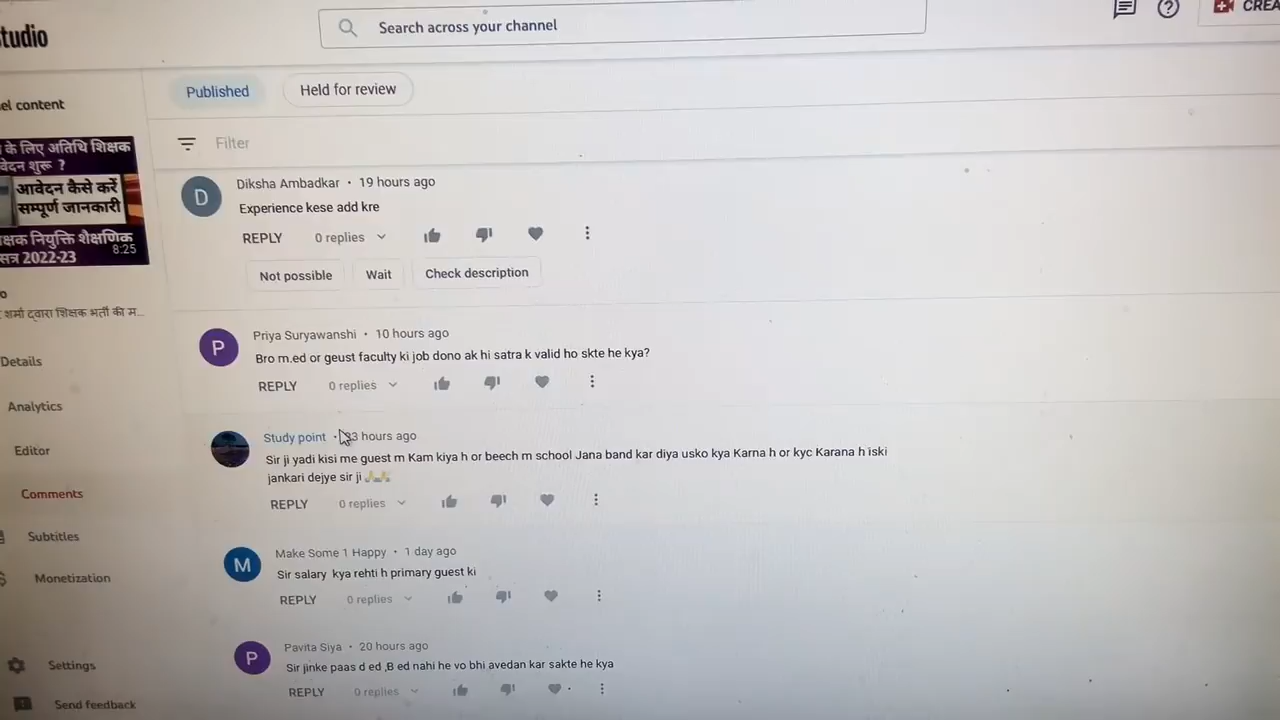 tudio
Search across your channel
CREA
el content
Published
Held for review
के लिए अतिथि शिक्षक
वेदन शुरू ?
आवेदन कैसे करें
सम्पूर्ण जानकारी
क्षक नियुक्ति शैक्षणिक
सत्र 2022-23
8:25
o
शर्मा द्वारा शिक्षक भर्ती की म...
Details
Analytics
Editor
Comments
Subtitles
Monetization
Settings
Send feedback
Filter
D
Diksha Ambadkar • 19 hours ago
Experience kese add kre
REPLY 0 replies
Not possible Wait Check description
P
Priya Suryawanshi • 10 hours ago
Bro m.ed or geust faculty ki job dono ak hi satra k valid ho skte he kya?
REPLY 0 replies
Study point • 3 hours ago
Sir ji yadi kisi me guest m Kam kiya h or beech m school Jana band kar diya usko kya Karna h or kyc Karana h iski
jankari dejye sir ji 🙏🙏
REPLY 0 replies
M
Make Some 1 Happy • 1 day ago
Sir salary kya rehti h primary guest ki
REPLY 0 replies
P
Pavita Siya • 20 hours ago
Sir jinke paas d ed ,B ed nahi he vo bhi avedan kar sakte he kya
REPLY 0 replies